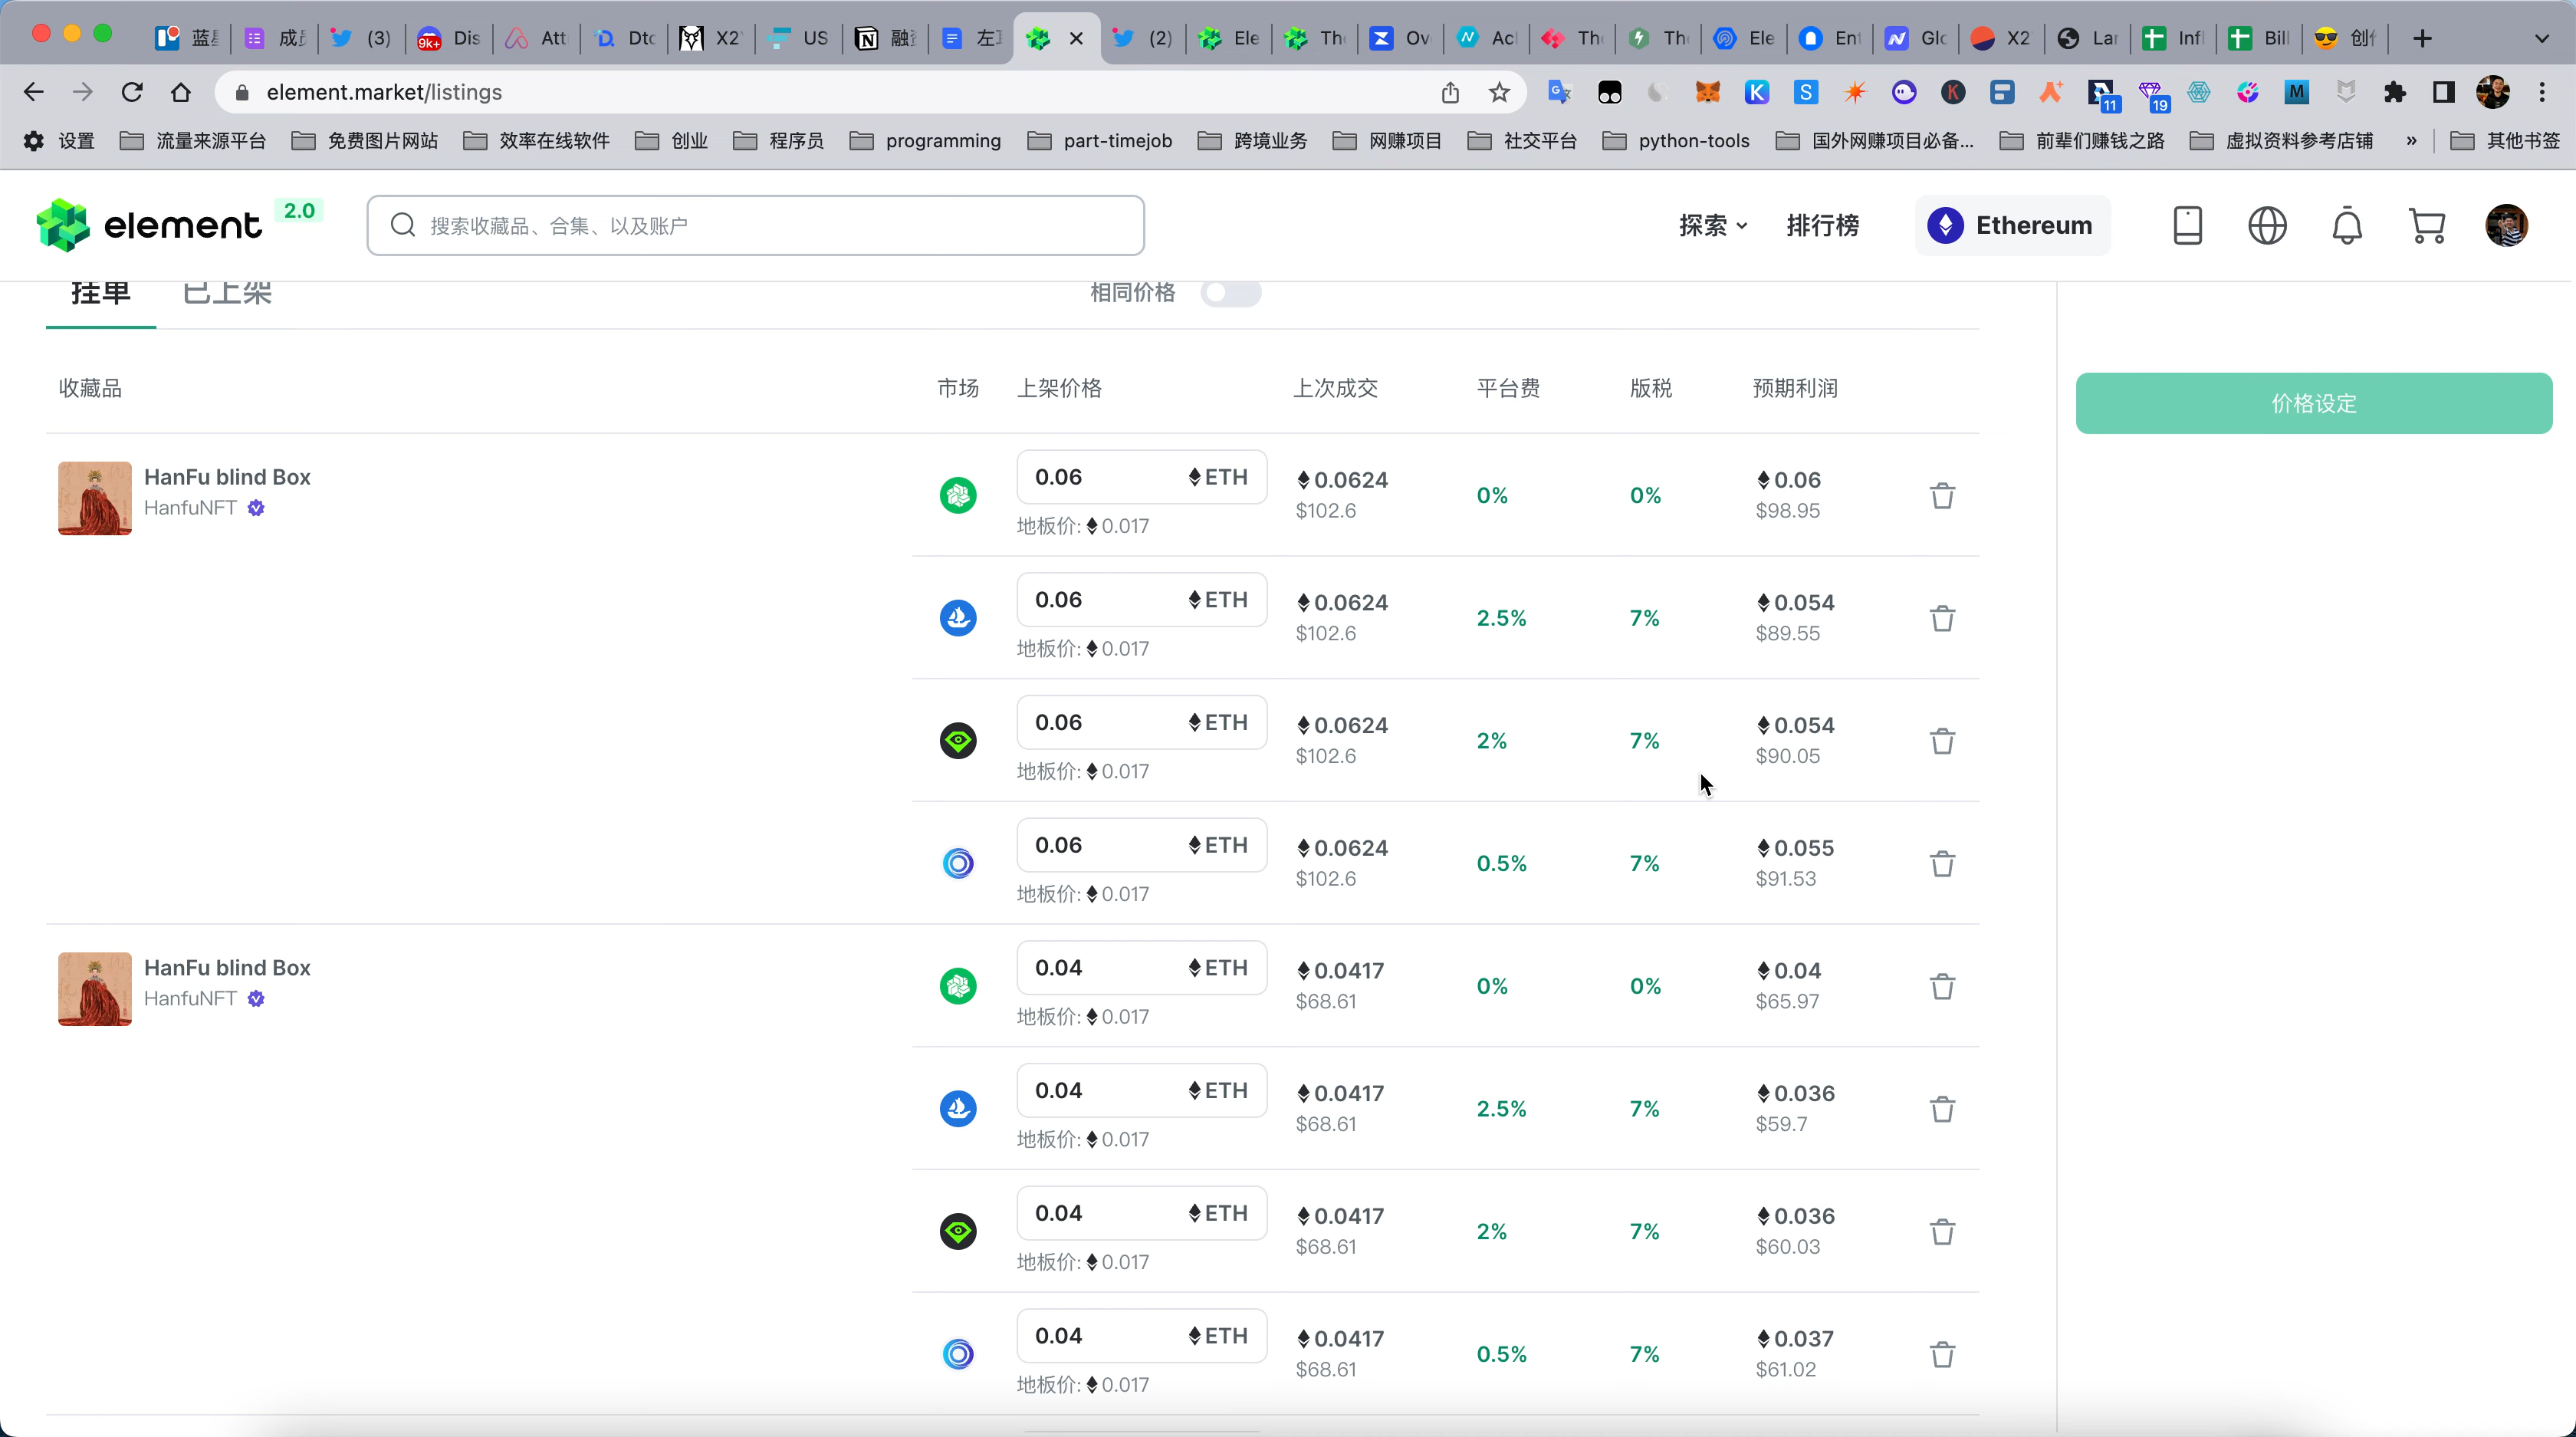 蓝 成员 (3) 9k+ Dis Att Dtc X2 US 融资 左 (2) Ele Th Ov Ac Th Th Ele Ent Glo X2 Lar Infl Bill
element.market/listings
11 19
设置 流量来源平台 免费图片网站 效率在线软件 创业 程序员 programming part-timejob 跨境业务 网赚项目 社交平台 python-tools 国外网赚项目必备... 前辈们赚钱之路 虚拟资料参考店铺 » 其他书签
element 2.0 搜索收藏品、合集、以及账户 探索 排行榜 Ethereum
挂单 已上架 相同价格
收藏品 市场 上架价格 上次成交 平台费 版税 预期利润
价格设定
HanFu blind Box
HanfuNFT
0.06 ETH 0.0624 0% 0% 0.06
地板价: 0.017 $102.6 $98.95
0.06 ETH 0.0624 2.5% 7% 0.054
地板价: 0.017 $102.6 $89.55
0.06 ETH 0.0624 2% 7% 0.054
地板价: 0.017 $102.6 $90.05
0.06 ETH 0.0624 0.5% 7% 0.055
地板价: 0.017 $102.6 $91.53
HanFu blind Box
HanfuNFT
0.04 ETH 0.0417 0% 0% 0.04
地板价: 0.017 $68.61 $65.97
0.04 ETH 0.0417 2.5% 7% 0.036
地板价: 0.017 $68.61 $59.7
0.04 ETH 0.0417 2% 7% 0.036
地板价: 0.017 $68.61 $60.03
0.04 ETH 0.0417 0.5% 7% 0.037
地板价: 0.017 $68.61 $61.02